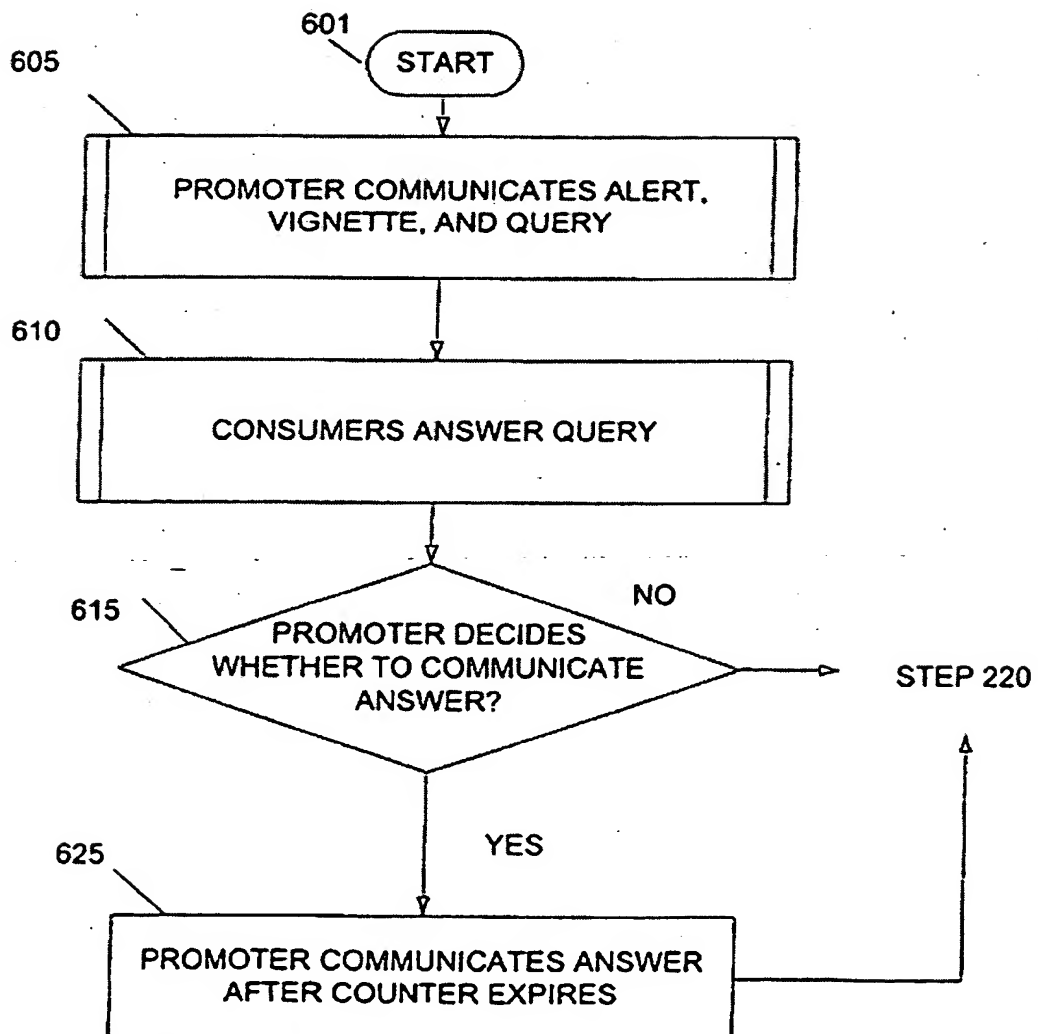 601
START
605
PROMOTER COMMUNICATES ALERT,
VIGNETTE, AND QUERY
610
CONSUMERS ANSWER QUERY
615
NO
PROMOTER DECIDES
WHETHER TO COMMUNICATE
ANSWER?
STEP 220
YES
625
PROMOTER COMMUNICATES ANSWER
AFTER COUNTER EXPIRES